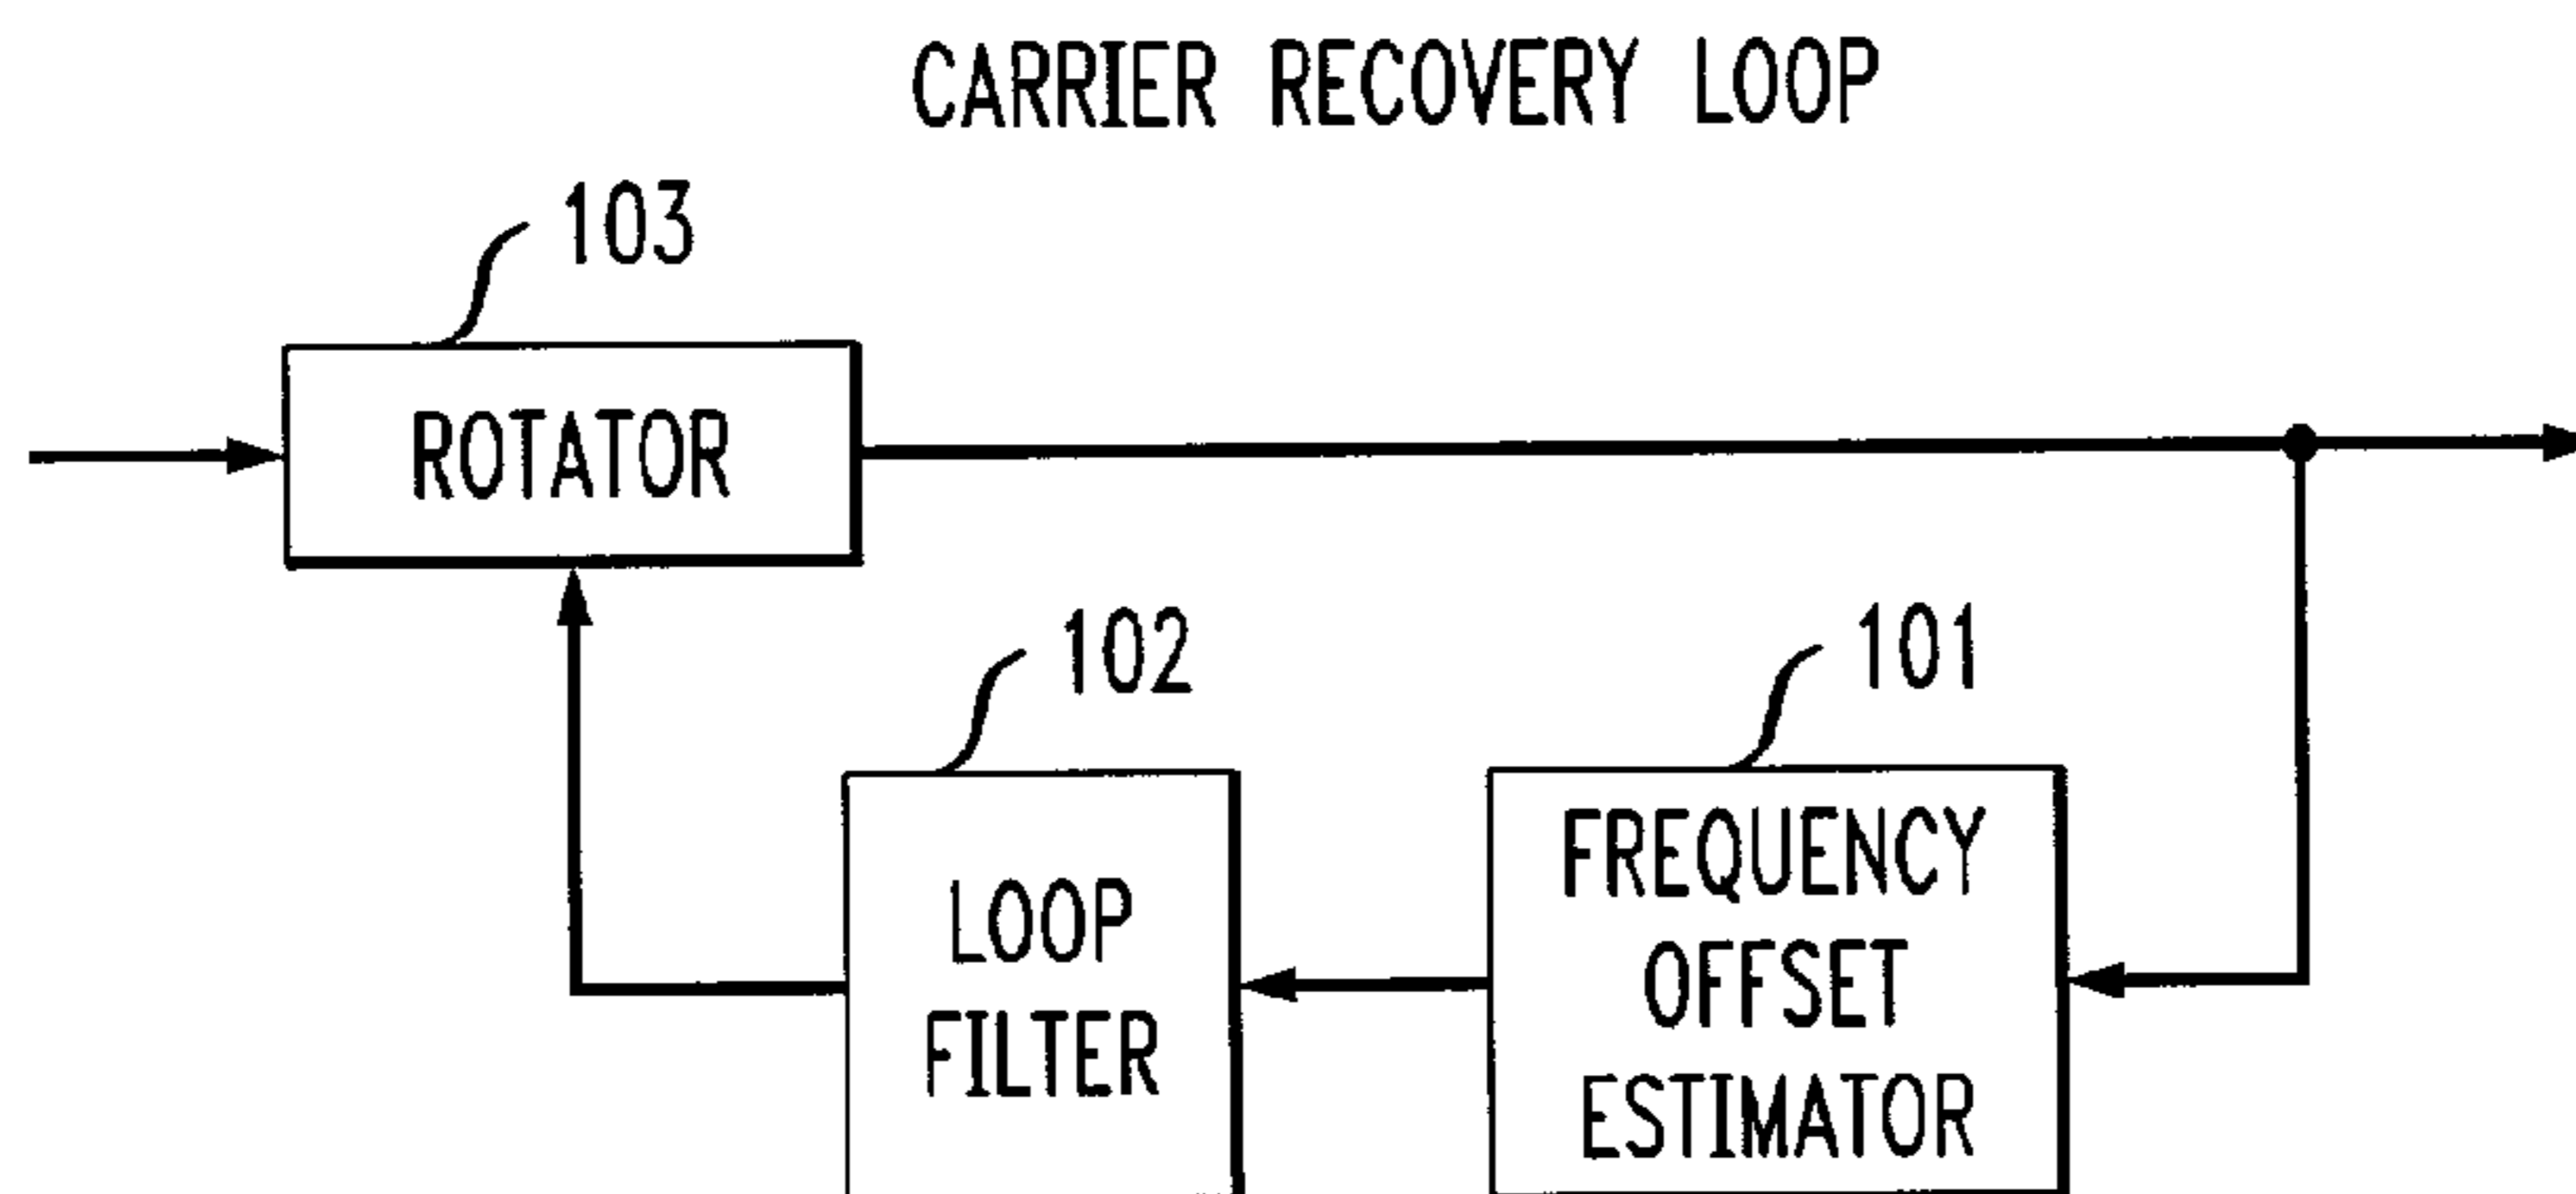 CARRIER RECOVERY LOOP
103
ROTATOR
102
101
LOOP
FILTER
FREQUENCY
OFFSET
ESTIMATOR